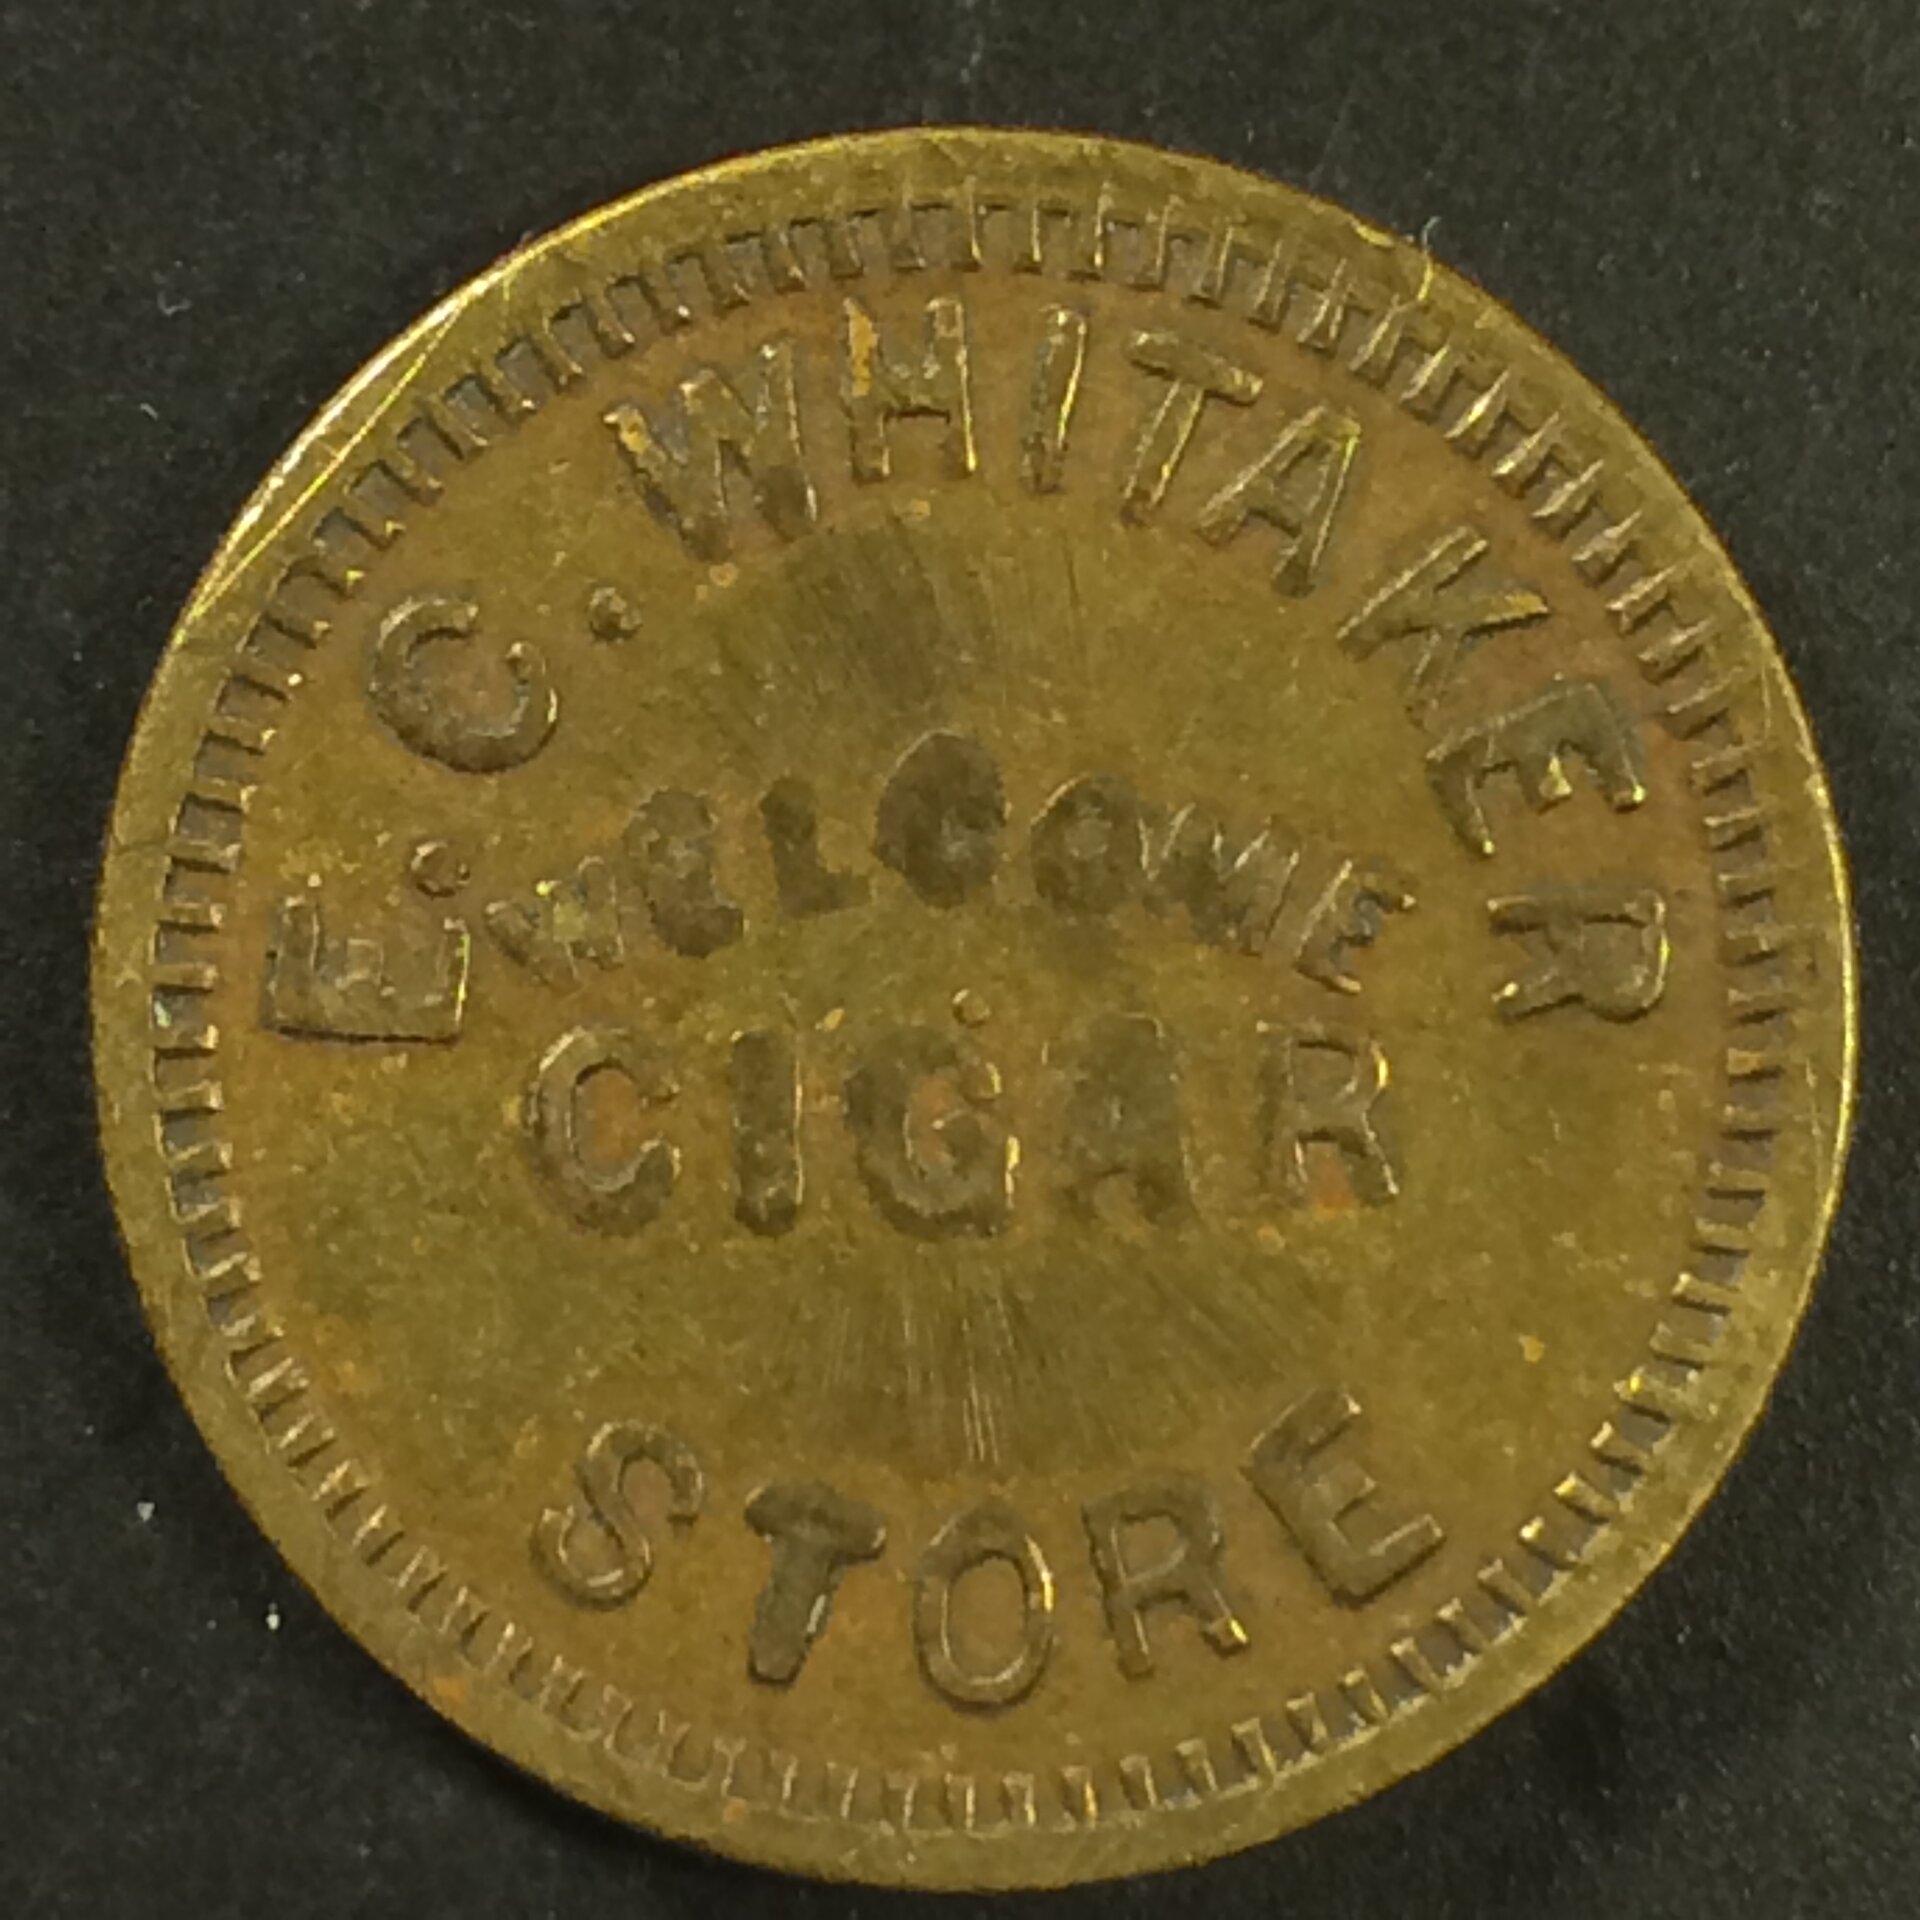 E.C. WHITAKER
WELCOME
CIGAR
STORE